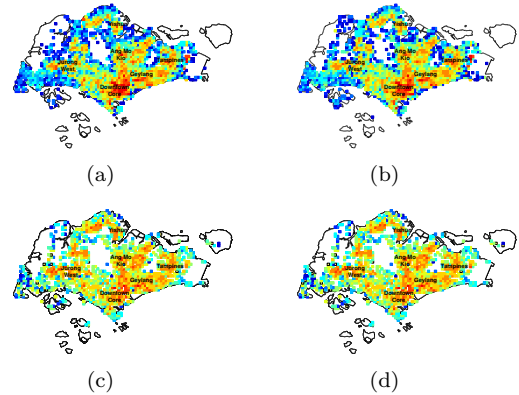 Yishun
Ang Mo
Kio
Jurong
West
Tampines
Geylang
Downtown
Core
(a)
Yishun
Ang Mo
Kio
Jurong
West
Tampines
Geylang
Downtown
Core
(b)
Yishun
Ang Mo
Kio
Jurong
West
Tampines
Geylang
Downtown
Core
(c)
Yishun
Ang Mo
Kio
Jurong
West
Tampines
Geylang
Downtown
Core
(d)